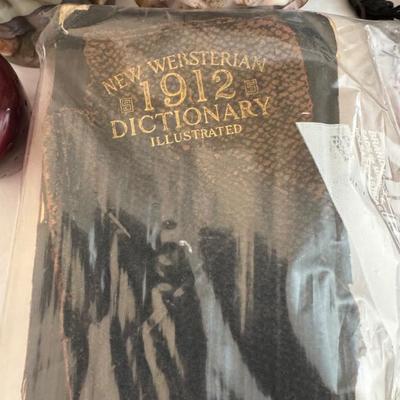 NEW WEBSTERIAN
1912
DICTIONARY
ILLUSTRATED